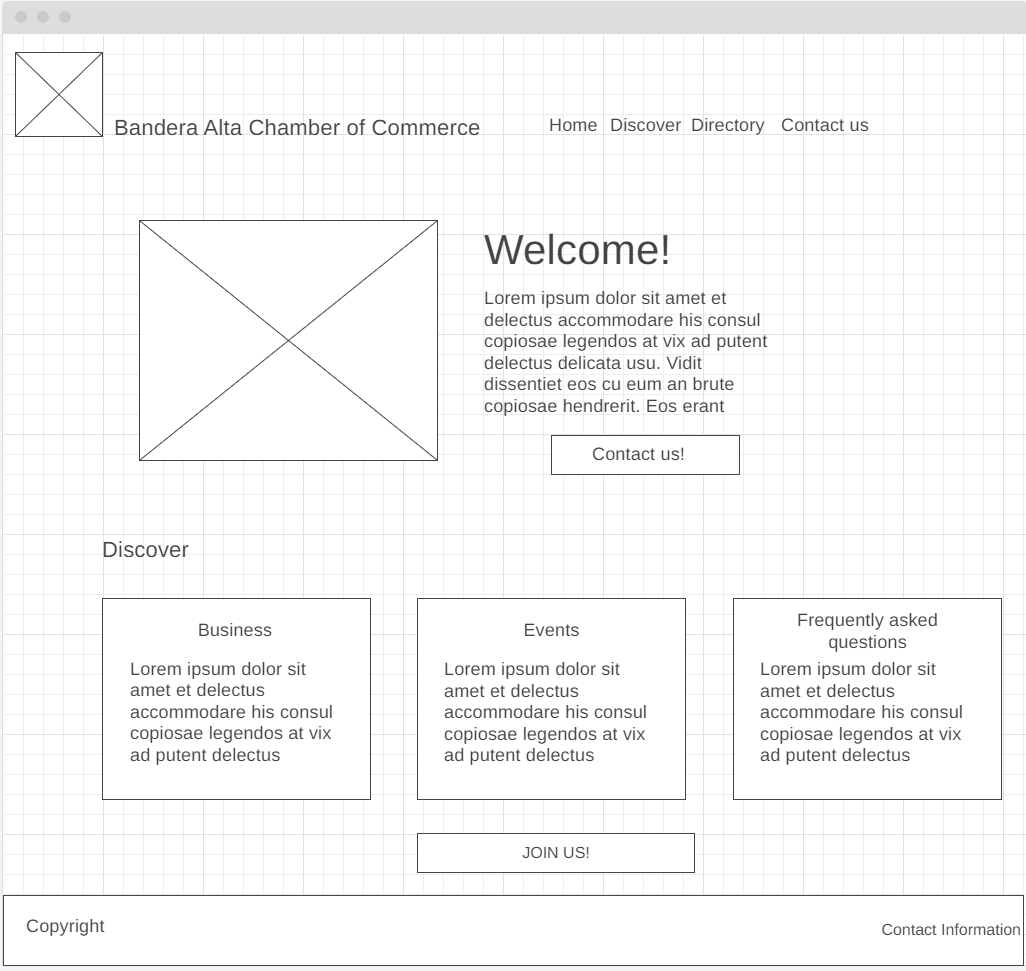 Bandera Alta Chamber of Commerce
Home Discover Directory Contact us
Welcome!
Lorem ipsum dolor sit amet et
delectus accommodare his consul
copiosae legendos at vix ad putent
delectus delicata usu. Vidit
dissentiet eos cu eum an brute
copiosae hendrerit. Eos erant
Contact us!
Discover
Business
Lorem ipsum dolor sit
amet et delectus
accommodare his consul
copiosae legendos at vix
ad putent delectus
Events
Lorem ipsum dolor sit
amet et delectus
accommodare his consul
copiosae legendos at vix
ad putent delectus
Frequently asked
questions
Lorem ipsum dolor sit
amet et delectus
accommodare his consul
copiosae legendos at vix
ad putent delectus
JOIN US!
Copyright
Contact Information